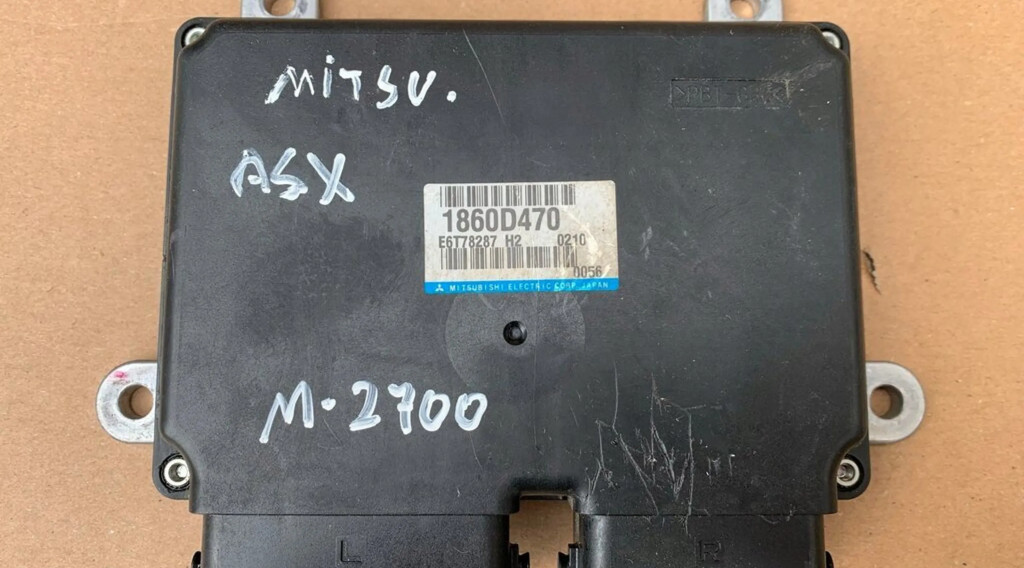 MiTSU.
ASX
1860D470
E6T78287 H2 0210
0056
MITSUBISHI ELECTRIC CORP. JAPAN
M-2700
L
R